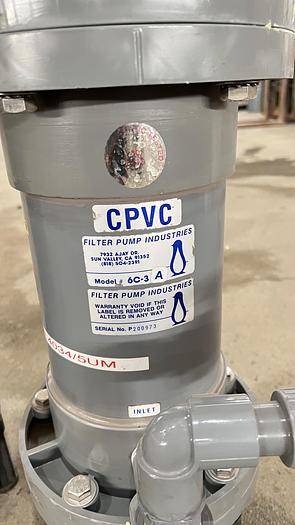 CPVC
FILTER PUMP INDUSTRIES
7932 AJAY DR.
SUN VALLEY, CA 91352
(818) 504-2391
Model # 6C-3 A
FILTER PUMP INDUSTRIES
WARRANTY VOID IF THIS
LABEL IS REMOVED OR
ALTERED IN ANY WAY
SERIAL No. P200973
4034/5UM
INLET